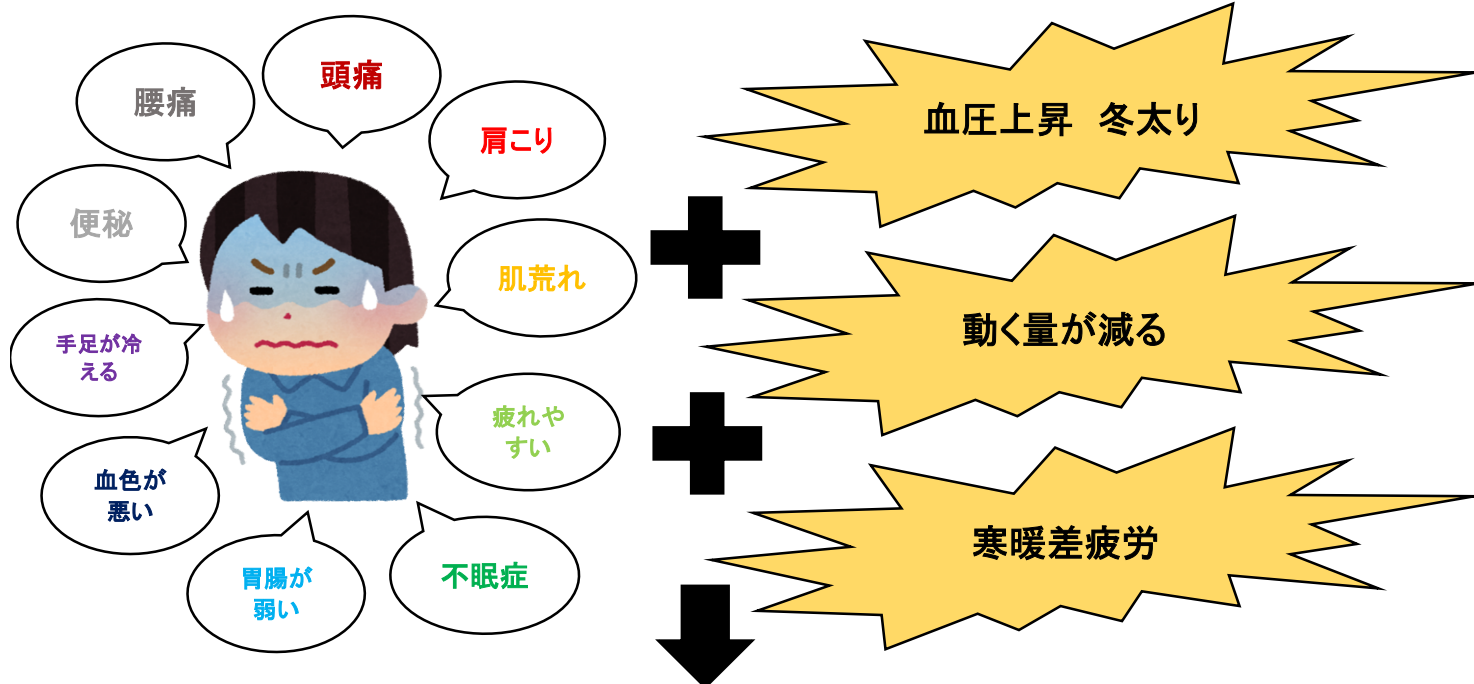 頭痛
腰痛
肩こり
便秘
肌荒れ
手足が冷
える
疲れや
すい
血色が
悪い
胃腸が
弱い
不眠症
血圧上昇　冬太り
動く量が減る
寒暖差疲労